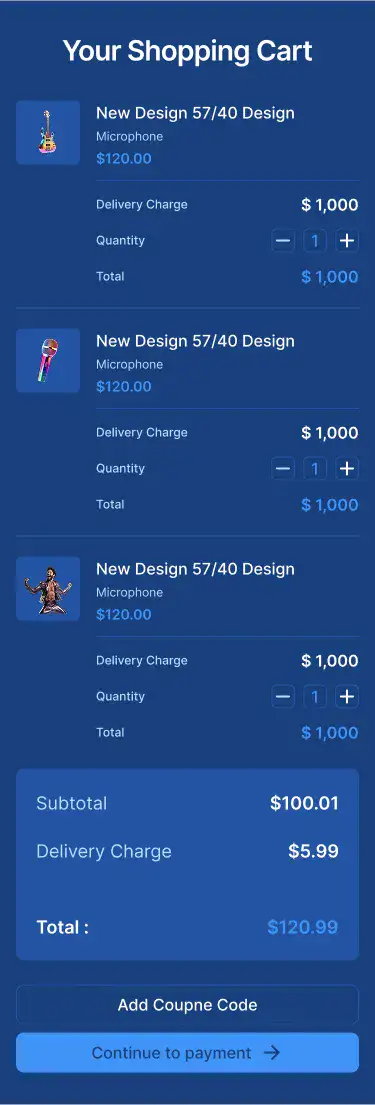 Your Shopping Cart
New Design 57/40 Design
Microphone
$120.00
Delivery Charge $ 1,000
Quantity 1
Total $ 1,000
New Design 57/40 Design
Microphone
$120.00
Delivery Charge $ 1,000
Quantity 1
Total $ 1,000
New Design 57/40 Design
Microphone
$120.00
Delivery Charge $ 1,000
Quantity 1
Total $ 1,000
Subtotal $100.01
Delivery Charge $5.99
Total : $120.99
Add Coupne Code
Continue to payment